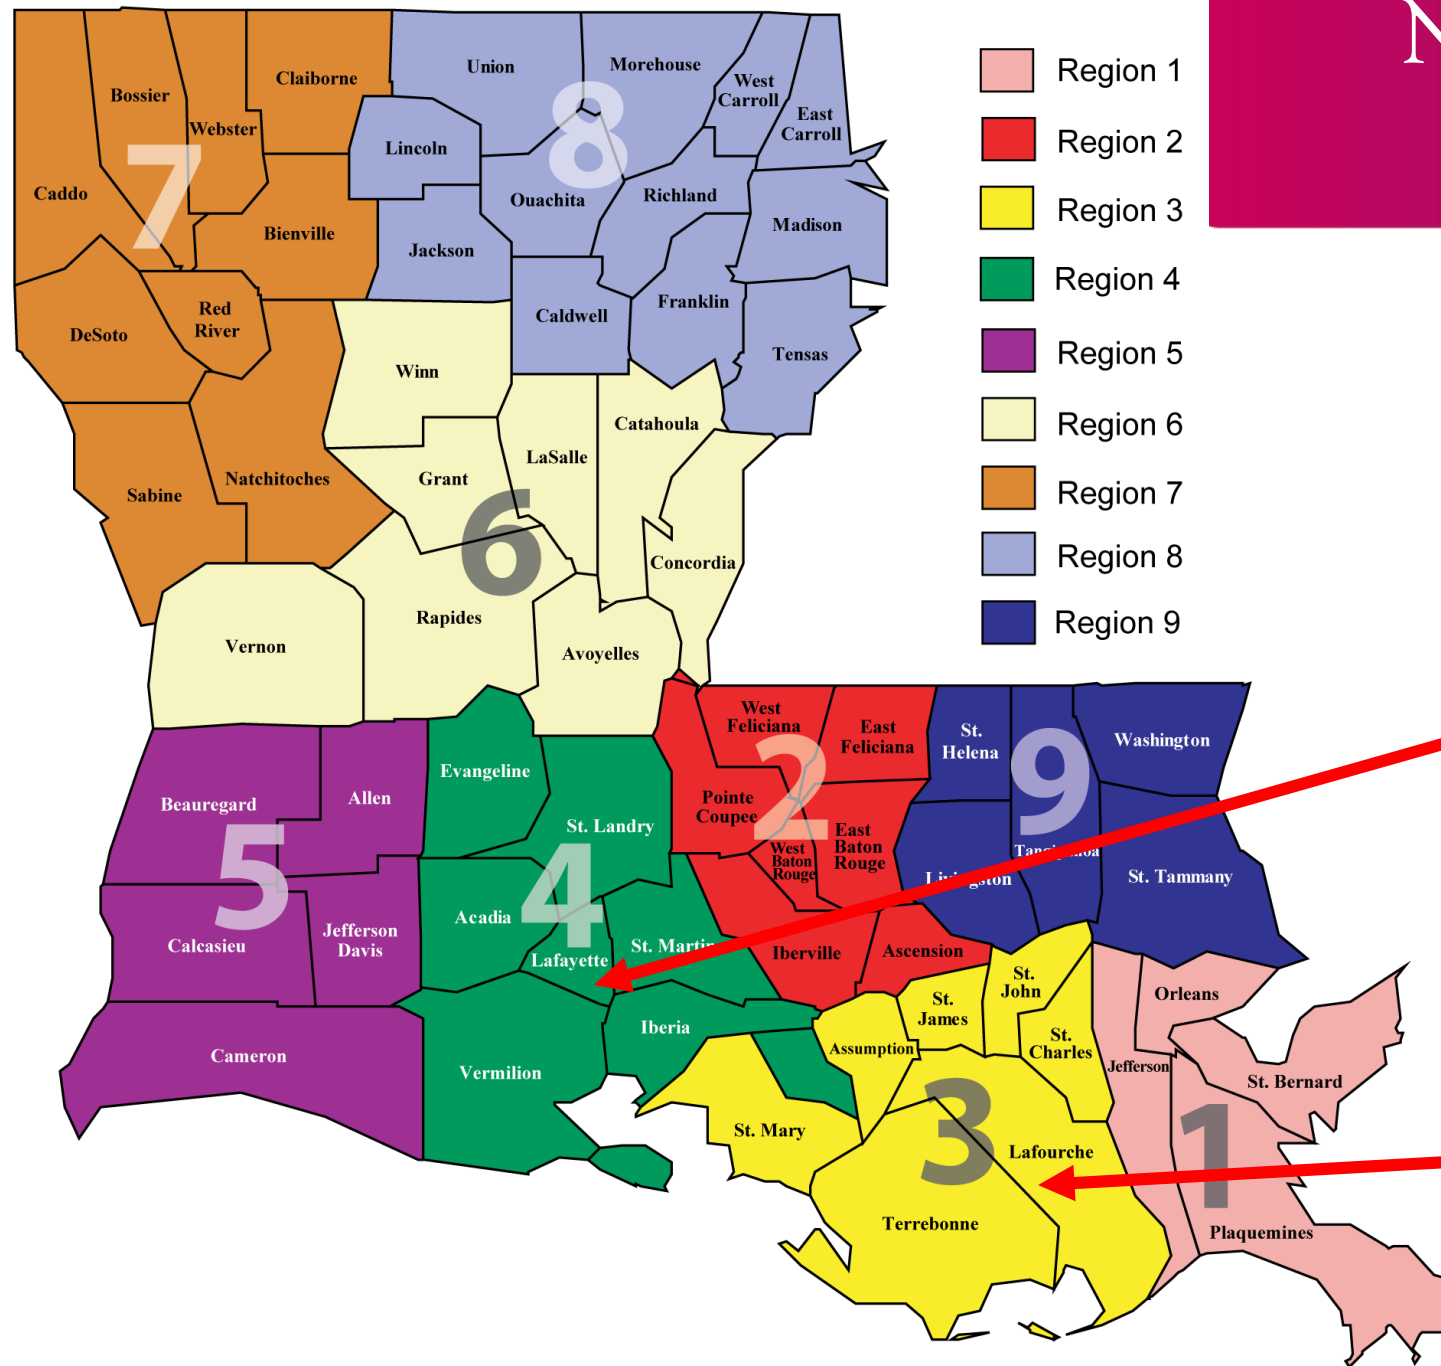 N
Region 1
Region 2
Region 3
Region 4
Region 5
Region 6
Region 7
Region 8
Region 9
Union
Morehouse
West
Carroll
East
Carroll
Claiborne
Bossier
Webster
Lincoln
7
8
Caddo
Ouachita
Richland
Madison
Bienville
Jackson
Red
River
DeSoto
Caldwell
Franklin
Tensas
Winn
Catahoula
LaSalle
Grant
Natchitoches
Sabine
6
Concordia
Rapides
Vernon
Avoyelles
West
Feliciana
East
Feliciana
St.
Helena
Washington
2
9
Evangeline
Beauregard
Allen
Pointe
Coupee
St. Landry
East
Baton
Rouge
West
Baton
Rouge
Tangipahoa
Livingston
St. Tammany
5
4
Acadia
Calcasieu
Jefferson
Davis
Lafayette
St. Martin
Iberville
Ascension
St.
James
St.
John
Orleans
Iberia
Assumption
St.
Charles
Jefferson
Cameron
Vermilion
St. Bernard
St. Mary
3
1
Lafourche
Terrebonne
Plaquemines